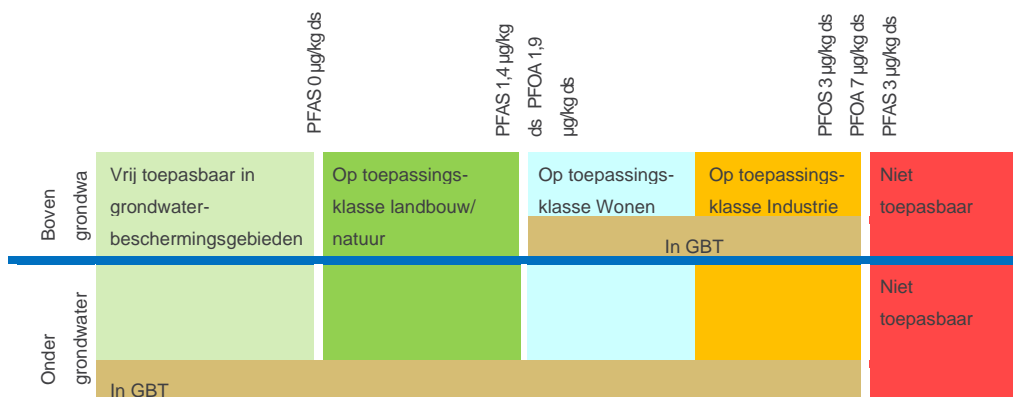 PFAS 0 µg/kg ds
PFAS 1,4 µg/kg
ds PFOA 1,9
µg/kg ds
PFOS 3 µg/kg ds
PFOA 7 µg/kg ds
PFAS 3 µg/kg ds
Boven
grondwa
Vrij toepasbaar in
grondwater-
beschermingsgebieden
Op toepassings-
klasse landbouw/
natuur
Op toepassings-
klasse Wonen
Op toepassings-
klasse Industrie
In GBT
Niet
toepasbaar
Onder
grondwater
In GBT
Niet
toepasbaar